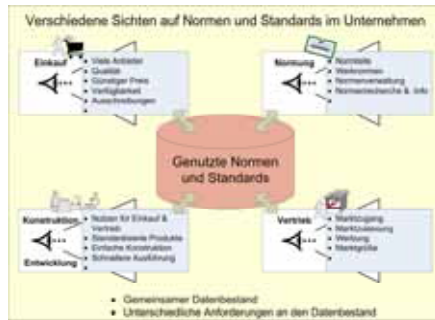 Verschiedene Sichten auf Normen und Standards im Unternehmen
Einkauf
• Viele Anbieter
• Qualität
• Günstiger Preis
• Verfügbarkeit
• Ausschreibungen
Normung
• Normteile
• Werknormen
• Normenverwaltung
• Normenrecherche & Info
Genutzte Normen
und Standards
Konstruktion
Entwicklung
• Nutzen für Einkauf &
Vertrieb
• Standardisierte Produkte
• Einfache Konstruktion
• Schnellere Ausführung
Vertrieb
• Marktzugang
• Marktzulassung
• Werbung
• Marktgröße
• Gemeinsamer Datenbestand
• Unterschiedliche Anforderungen an den Datenbestand